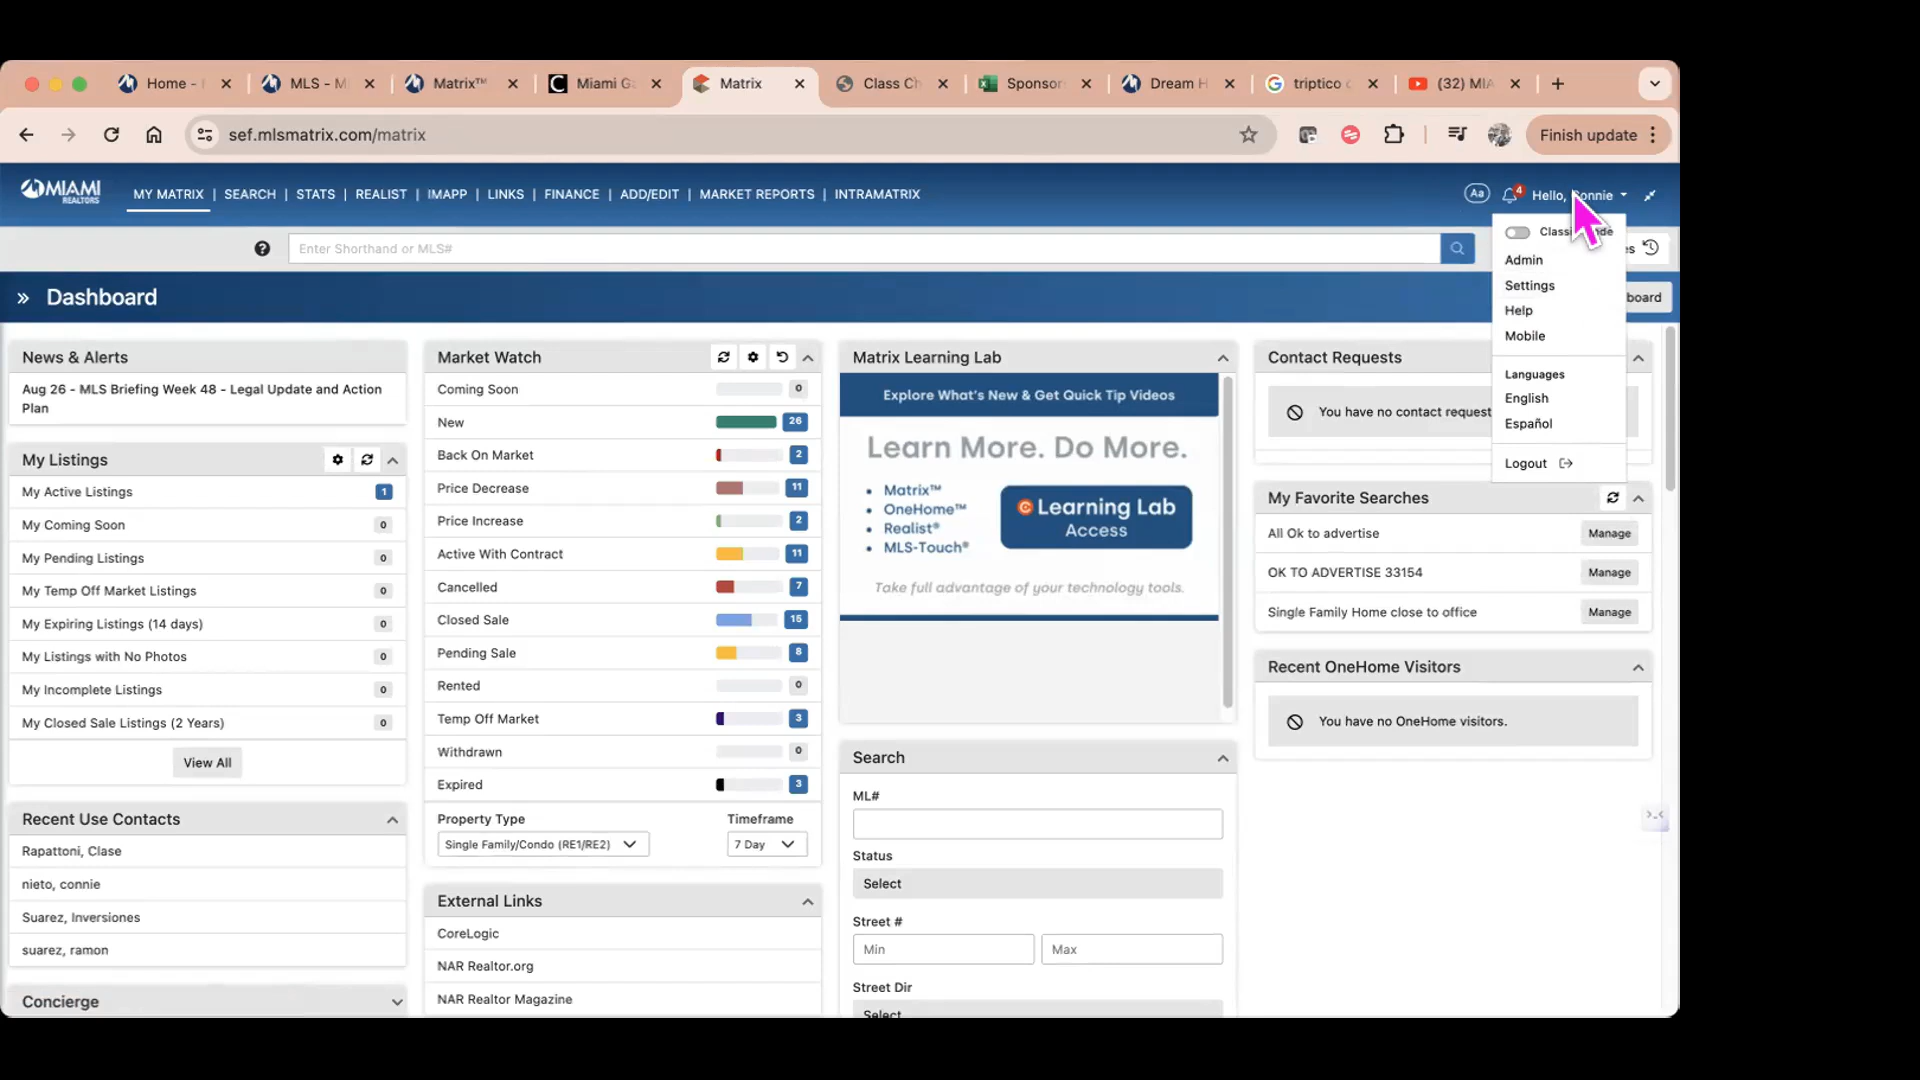 Home -
MLS - M
Matrix™
Miami Ga
Matrix
Class Ch
Sponsor
Dream H
triptico
(32) MIA
sef.mlsmatrix.com/matrix
Finish update
MIAMI
REALTORS
MY MATRIX | SEARCH | STATS | REALIST | IMAPP | LINKS | FINANCE | ADD/EDIT | MARKET REPORTS | INTRAMATRIX
Aa
4
Hello,
Enter Shorthand or MLS#
Admin
Settings
Help
Mobile
Languages
English
Español
Logout
Dashboard
News & Alerts
Aug 26 - MLS Briefing Week 48 - Legal Update and Action
Plan
My Listings
My Active Listings 1
My Coming Soon 0
My Pending Listings 0
My Temp Off Market Listings 0
My Expiring Listings (14 days) 0
My Listings with No Photos 0
My Incomplete Listings 0
My Closed Sale Listings (2 Years) 0
View All
Recent Use Contacts
Rapattoni, Clase
nieto, connie
Suarez, Inversiones
suarez, ramon
Concierge
Market Watch
Coming Soon 0
New 26
Back On Market 2
Price Decrease 11
Price Increase 2
Active With Contract 11
Cancelled 7
Closed Sale 15
Pending Sale 8
Rented 0
Temp Off Market 3
Withdrawn 0
Expired 3
Property Type Timeframe
Single Family/Condo (RE1/RE2) 7 Day
External Links
CoreLogic
NAR Realtor.org
NAR Realtor Magazine
Matrix Learning Lab
Explore What's New & Get Quick Tip Videos
Learn More. Do More.
• Matrix™
• OneHome™
• Realist®
• MLS-Touch®
Learning Lab
Access
Take full advantage of your technology tools.
Search
ML#
Status
Select
Street #
Min Max
Street Dir
Select
Contact Requests
You have no contact request
My Favorite Searches
All Ok to advertise Manage
OK TO ADVERTISE 33154 Manage
Single Family Home close to office Manage
Recent OneHome Visitors
You have no OneHome visitors.